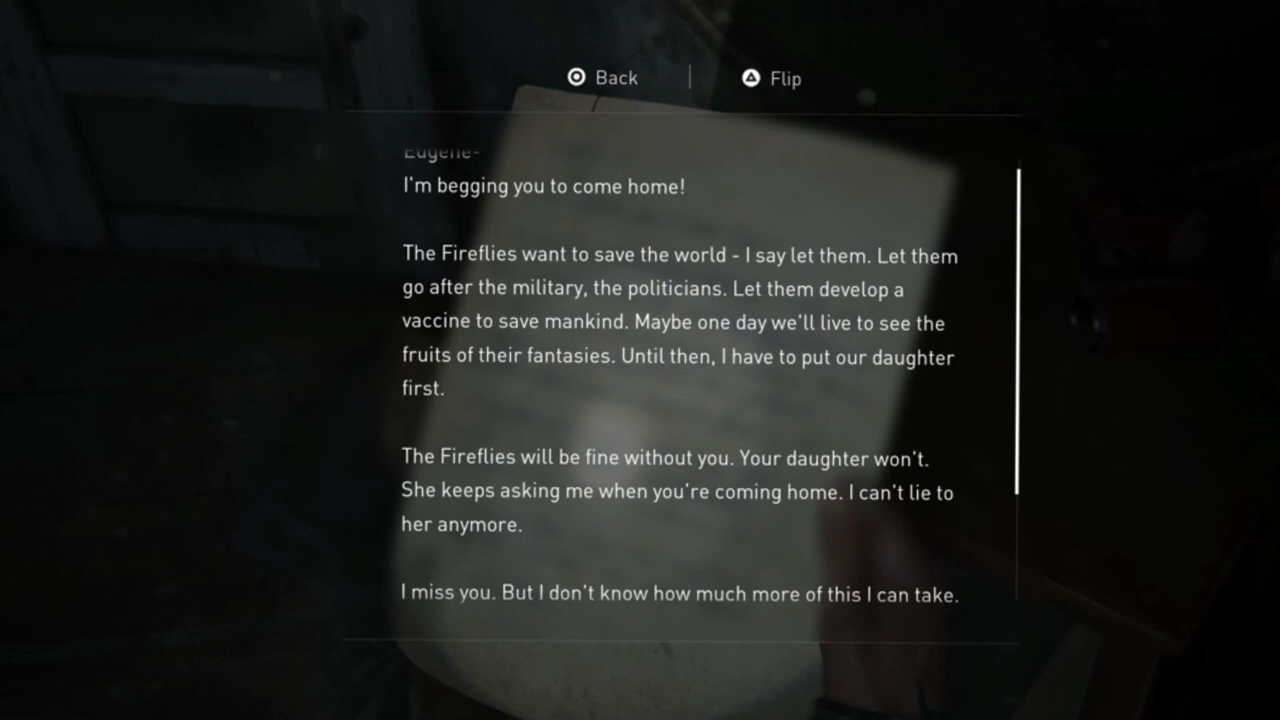 Back | Flip
Eugene-
I'm begging you to come home!
The Fireflies want to save the world - I say let them. Let them
go after the military, the politicians. Let them develop a
vaccine to save mankind. Maybe one day we'll live to see the
fruits of their fantasies. Until then, I have to put our daughter
first.
The Fireflies will be fine without you. Your daughter won't.
She keeps asking me when you're coming home. I can't lie to
her anymore.
I miss you. But I don't know how much more of this I can take.